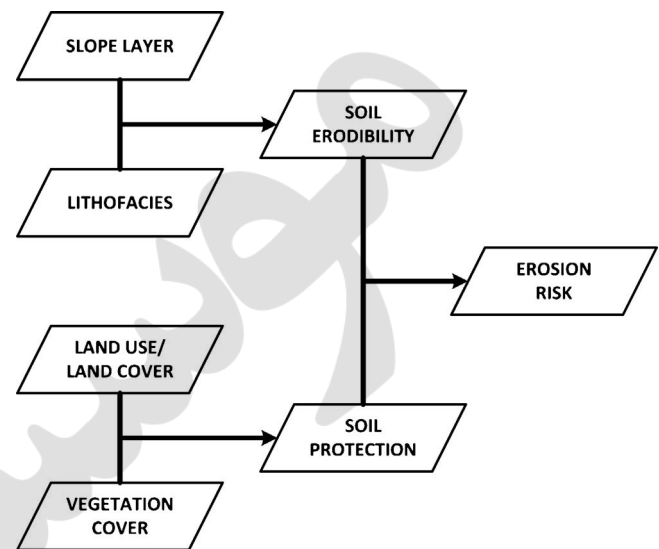 SLOPE LAYER
LITHOFACIES
SOIL
ERODIBILITY
EROSION
RISK
LAND USE/
LAND COVER
VEGETATION
COVER
SOIL
PROTECTION